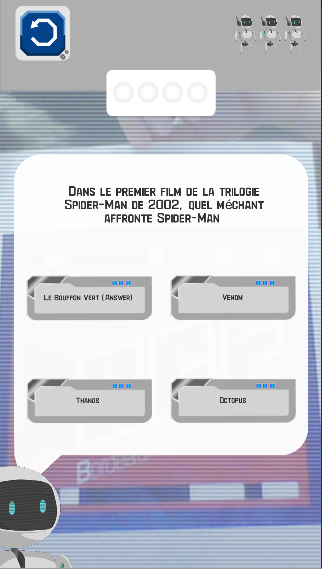 Dans le premier film de la trilogie
Spider-Man de 2002, quel méchant
affronte Spider-Man
Le Bouffon Vert (Answer)
Venom
Thanos
Octopus